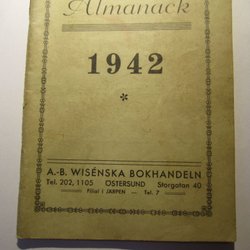 Almanack
1942
*
A.-B. WISÉNSKA BOKHANDELN
Tel. 202, 1105 ÖSTERSUND Storgatan 40
Filial i JÄRPEN — Tel. 7